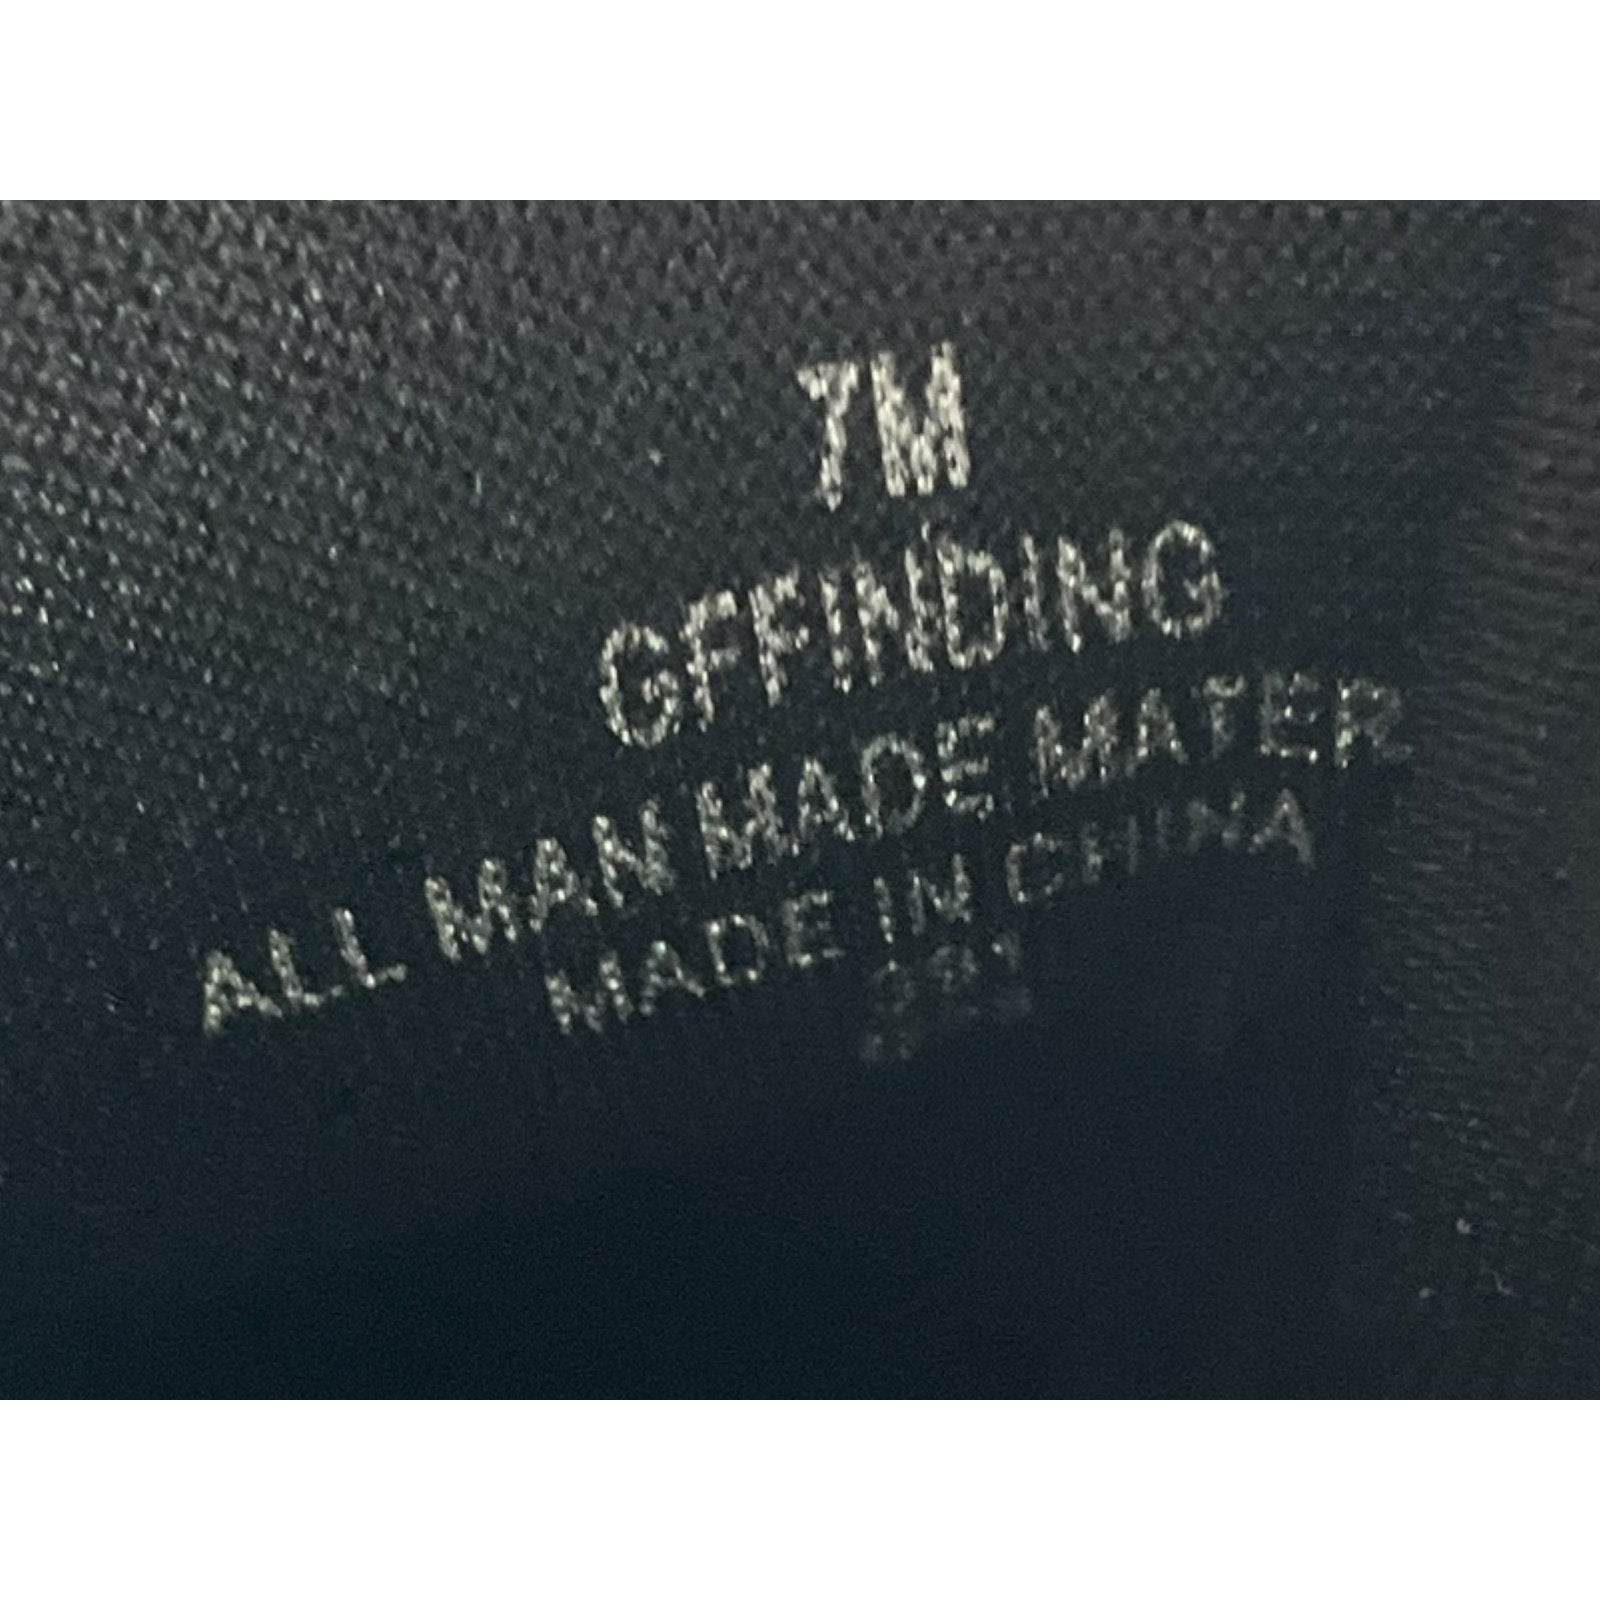 7M
GFFINDING
ALL MAN MADE MATER
MADE IN CHINA